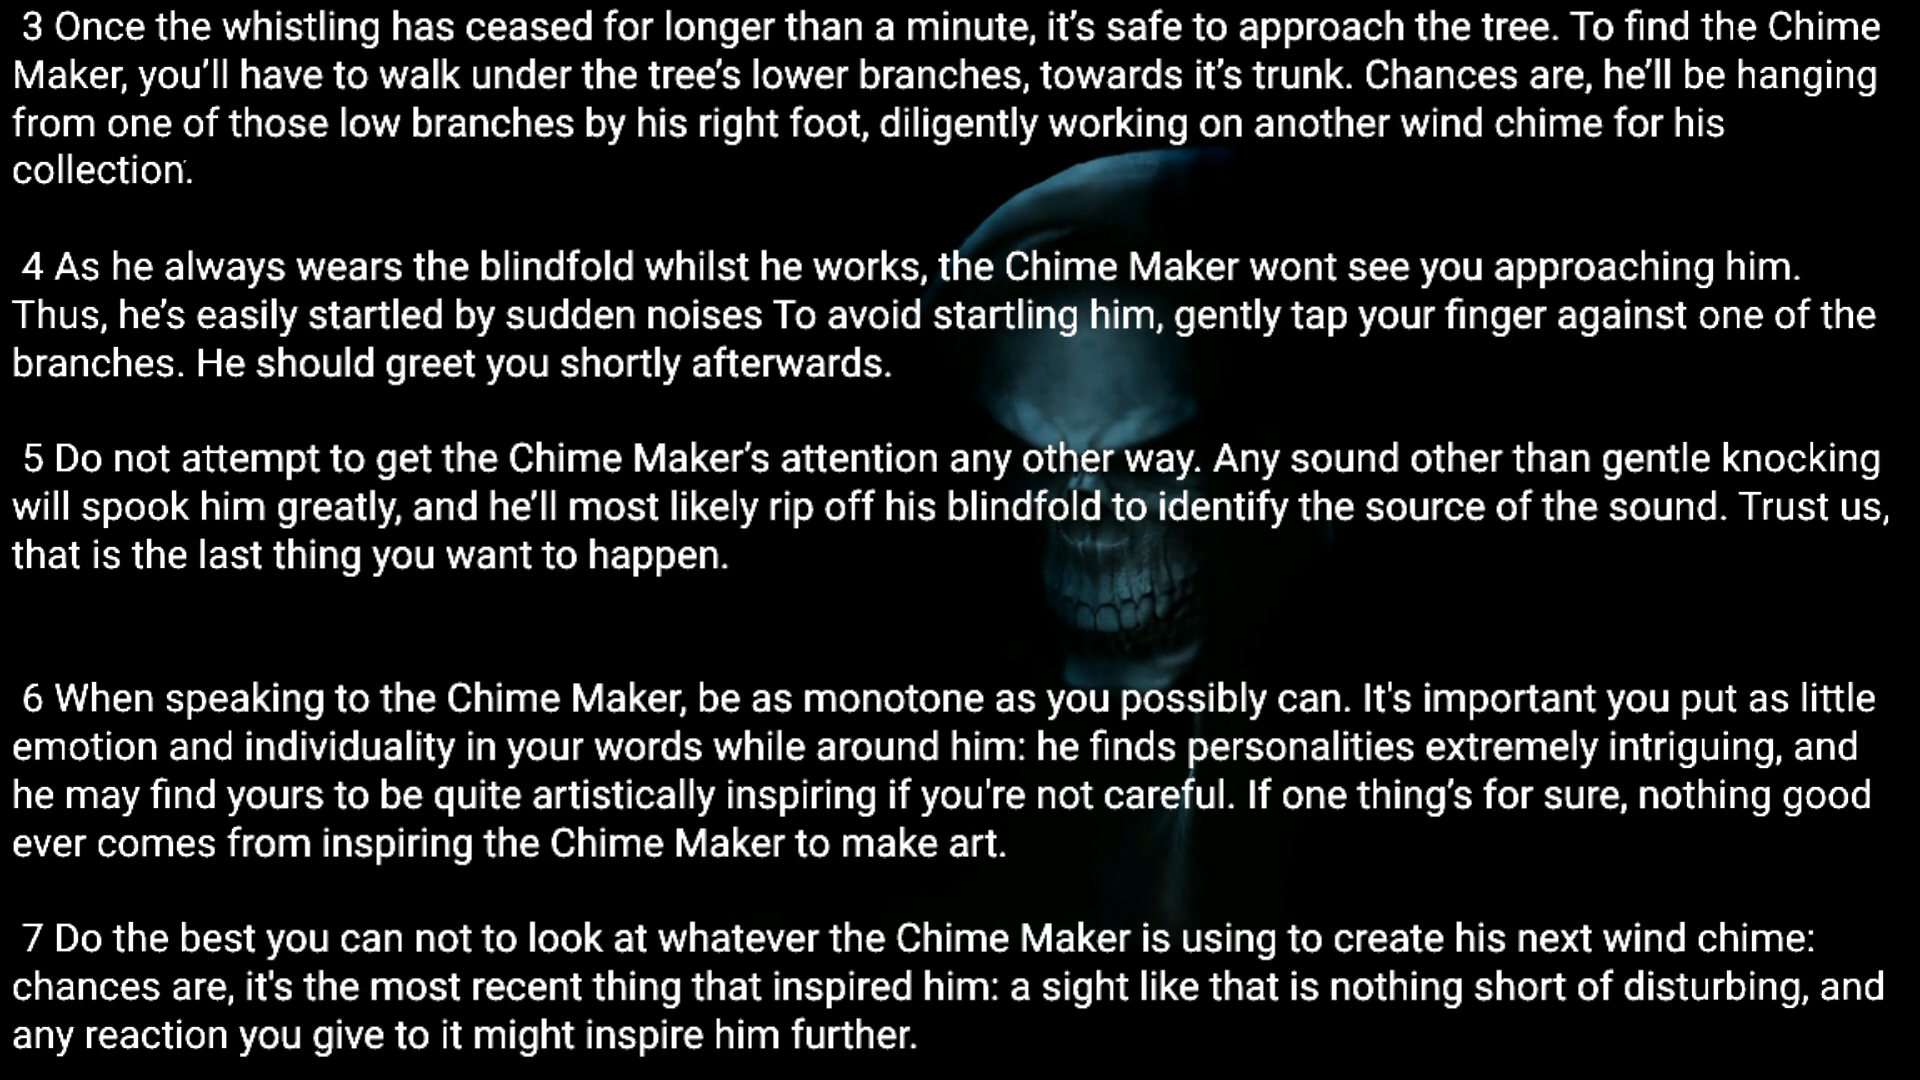 3 Once the whistling has ceased for longer than a minute, it’s safe to approach the tree. To find the Chime
Maker, you’ll have to walk under the tree’s lower branches, towards it’s trunk. Chances are, he’ll be hanging
from one of those low branches by his right foot, diligently working on another wind chime for his
collection.
4 As he always wears the blindfold whilst he works, the Chime Maker wont see you approaching him.
Thus, he’s easily startled by sudden noises To avoid startling him, gently tap your finger against one of the
branches. He should greet you shortly afterwards.
5 Do not attempt to get the Chime Maker’s attention any other way. Any sound other than gentle knocking
will spook him greatly, and he’ll most likely rip off his blindfold to identify the source of the sound. Trust us,
that is the last thing you want to happen.
6 When speaking to the Chime Maker, be as monotone as you possibly can. It's important you put as little
emotion and individuality in your words while around him: he finds personalities extremely intriguing, and
he may find yours to be quite artistically inspiring if you're not careful. If one thing’s for sure, nothing good
ever comes from inspiring the Chime Maker to make art.
7 Do the best you can not to look at whatever the Chime Maker is using to create his next wind chime:
chances are, it's the most recent thing that inspired him: a sight like that is nothing short of disturbing, and
any reaction you give to it might inspire him further.